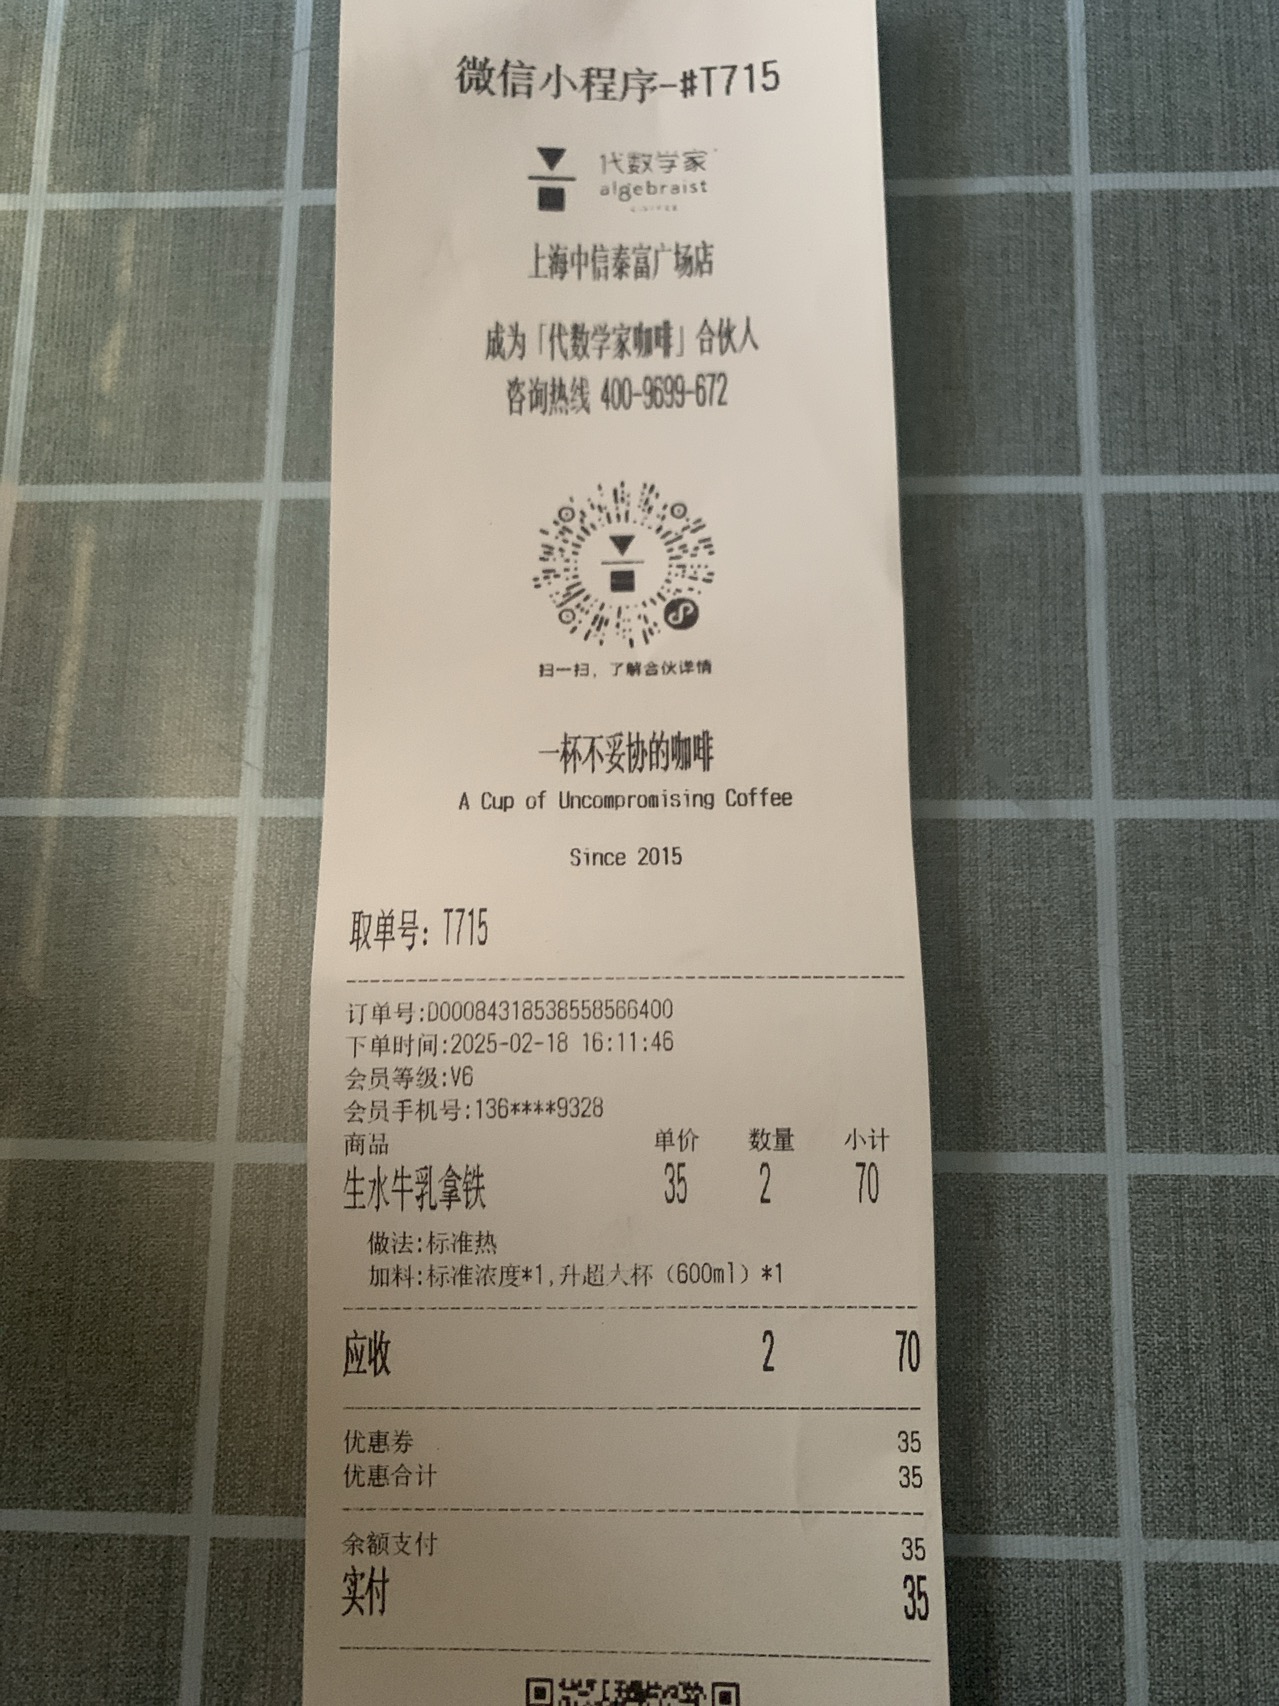 微信小程序-#T715
代数学家
algebraist
上海中信泰富广场店
成为「代数学家咖啡」合伙人
咨询热线 400-9699-672
扫一扫，了解合伙详情
一杯不妥协的咖啡
A Cup of Uncompromising Coffee
Since 2015
取单号: T715
订单号:D000843185385585​66400
下单时间:2025-02-18 16:11:46
会员等级:V6
会员手机号:136****9328
商品 单价 数量 小计
生水牛乳拿铁 35 2 70
做法:标准热
加料:标准浓度*1,升超大杯（600ml）*1
应收 2 70
优惠券 35
优惠合计 35
余额支付 35
实付 35